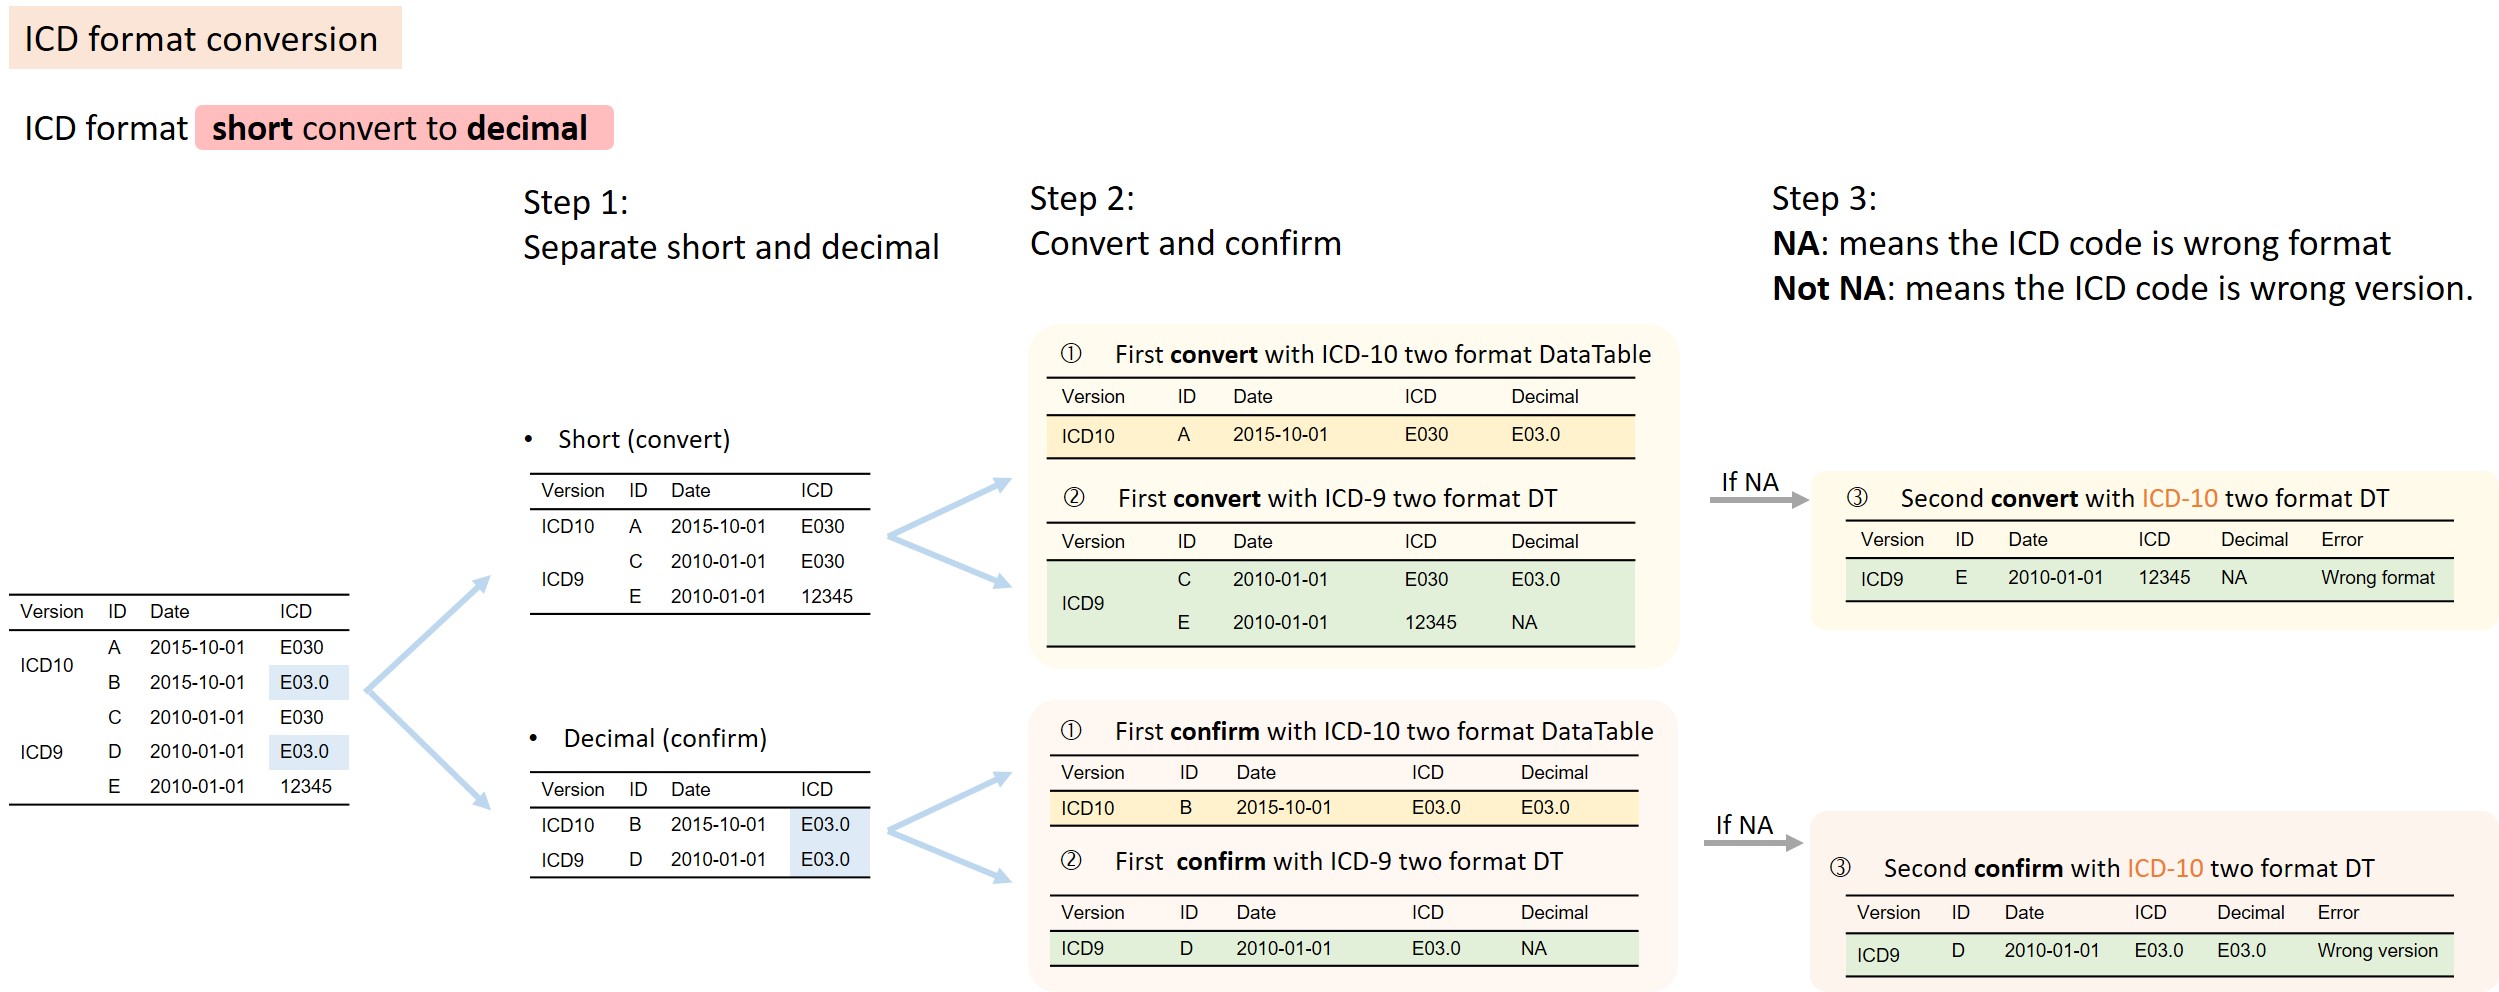 ICD format conversion
ICD format short convert to decimal
Step 1:
Separate short and decimal
Step 2:
Convert and confirm
Step 3:
NA: means the ICD code is wrong format
Not NA: means the ICD code is wrong version.
Version ID Date ICD
ICD10
A 2015-10-01 E030
B 2015-10-01 E03.0
ICD9
C 2010-01-01 E030
D 2010-01-01 E03.0
E 2010-01-01 12345
• Short (convert)
Version ID Date ICD
ICD10 A 2015-10-01 E030
ICD9
C 2010-01-01 E030
E 2010-01-01 12345
• Decimal (confirm)
Version ID Date ICD
ICD10 B 2015-10-01 E03.0
ICD9 D 2010-01-01 E03.0
① First convert with ICD-10 two format DataTable
Version ID Date ICD Decimal
ICD10 A 2015-10-01 E030 E03.0
② First convert with ICD-9 two format DT
Version ID Date ICD Decimal
ICD9
C 2010-01-01 E030 E03.0
E 2010-01-01 12345 NA
If NA
③ Second convert with ICD-10 two format DT
Version ID Date ICD Decimal Error
ICD9 E 2010-01-01 12345 NA Wrong format
① First confirm with ICD-10 two format DataTable
Version ID Date ICD Decimal
ICD10 B 2015-10-01 E03.0 E03.0
② First confirm with ICD-9 two format DT
Version ID Date ICD Decimal
ICD9 D 2010-01-01 E03.0 NA
If NA
③ Second confirm with ICD-10 two format DT
Version ID Date ICD Decimal Error
ICD9 D 2010-01-01 E03.0 E03.0 Wrong version